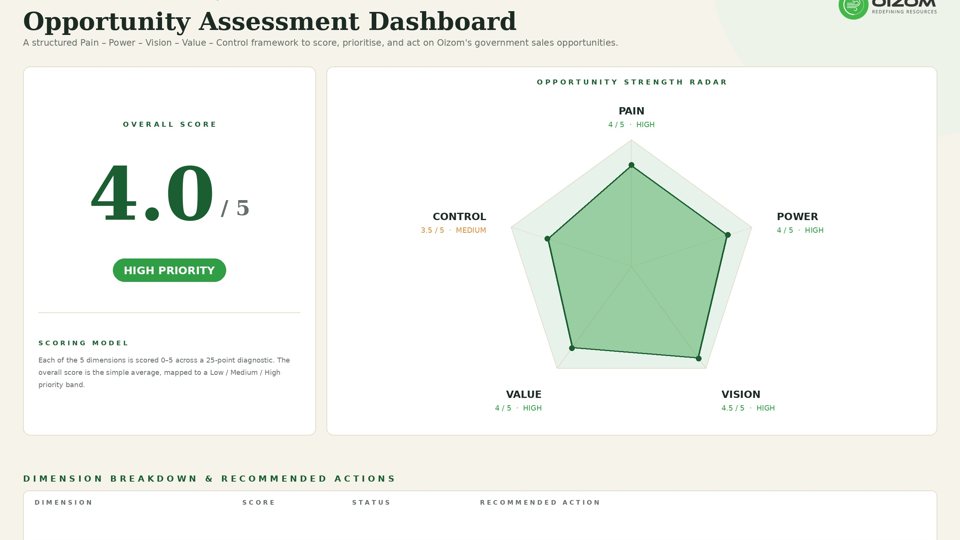 Opportunity Assessment Dashboard
A structured Pain – Power – Vision – Value – Control framework to score, prioritise, and act on Oizom's government sales opportunities.
OIZOM
REDEFINING RESOURCES
OVERALL SCORE
4.0 / 5
HIGH PRIORITY
SCORING MODEL
Each of the 5 dimensions is scored 0–5 across a 25-point diagnostic. The
overall score is the simple average, mapped to a Low / Medium / High
priority band.
OPPORTUNITY STRENGTH RADAR
PAIN
4 / 5 · HIGH
POWER
4 / 5 · HIGH
CONTROL
3.5 / 5 · MEDIUM
VALUE
4 / 5 · HIGH
VISION
4.5 / 5 · HIGH
DIMENSION BREAKDOWN & RECOMMENDED ACTIONS
DIMENSION SCORE STATUS RECOMMENDED ACTION